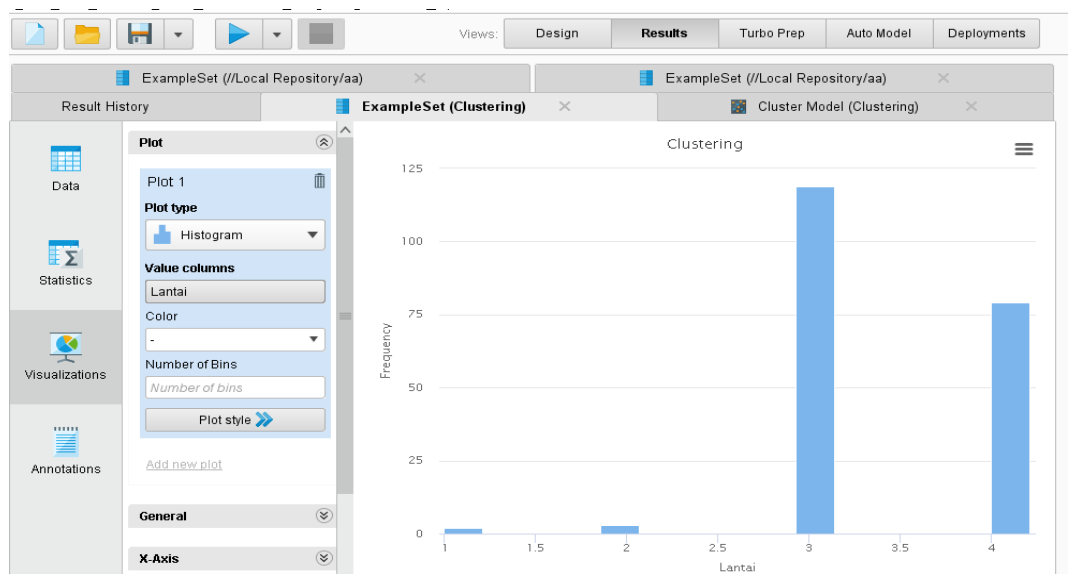 Views: Design Results Turbo Prep Auto Model Deployments
ExampleSet (//Local Repository/aa) ExampleSet (//Local Repository/aa)
Result History ExampleSet (Clustering) Cluster Model (Clustering)
Data
Statistics
Visualizations
Annotations
Plot
Plot 1
Plot type
Histogram
Value columns
Lantai
Color
-
Number of Bins
Number of bins
Plot style
Add new plot
General
X-Axis
Clustering
125
100
75
50
25
0
Frequency
1 1.5 2 2.5 3 3.5 4
Lantai